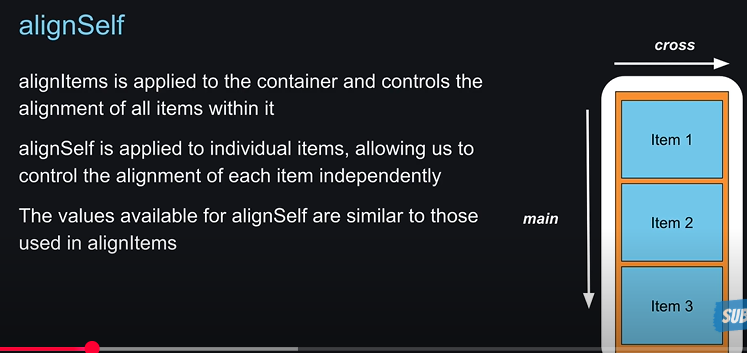 alignSelf
cross
alignItems is applied to the container and controls the
alignment of all items within it
alignSelf is applied to individual items, allowing us to
control the alignment of each item independently
The values available for alignSelf are similar to those
used in alignItems
main
Item 1
Item 2
Item 3
SUB